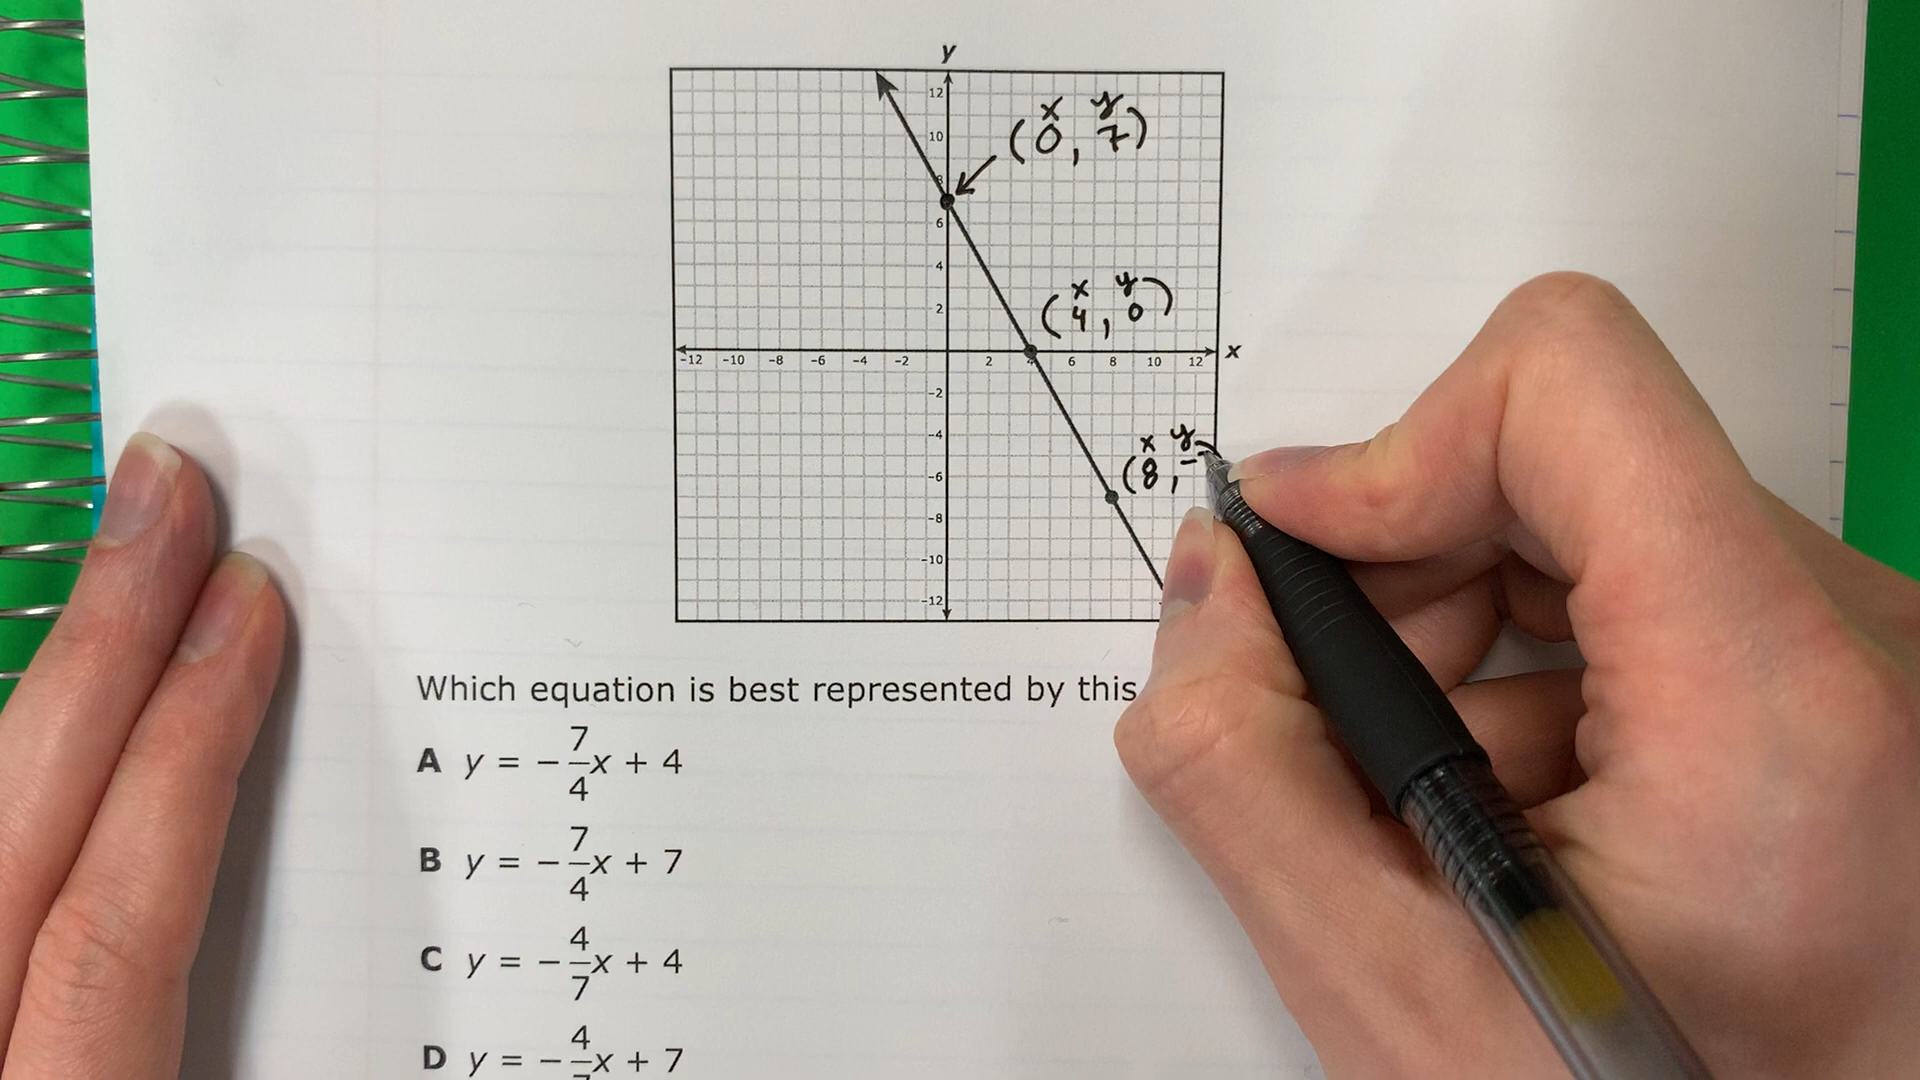 y
12
x y
(0, 7)
10
8
6
4
x y
(4, 0)
2
x
-12 -10 -8 -6 -4 -2 2 4 6 8 10 12
-2
-4
x y
(8, -
-6
-8
-10
-12
Which equation is best represented by this
A y = -7/4x + 4
B y = -7/4x + 7
C y = -4/7x + 4
D y = -4/7x + 7